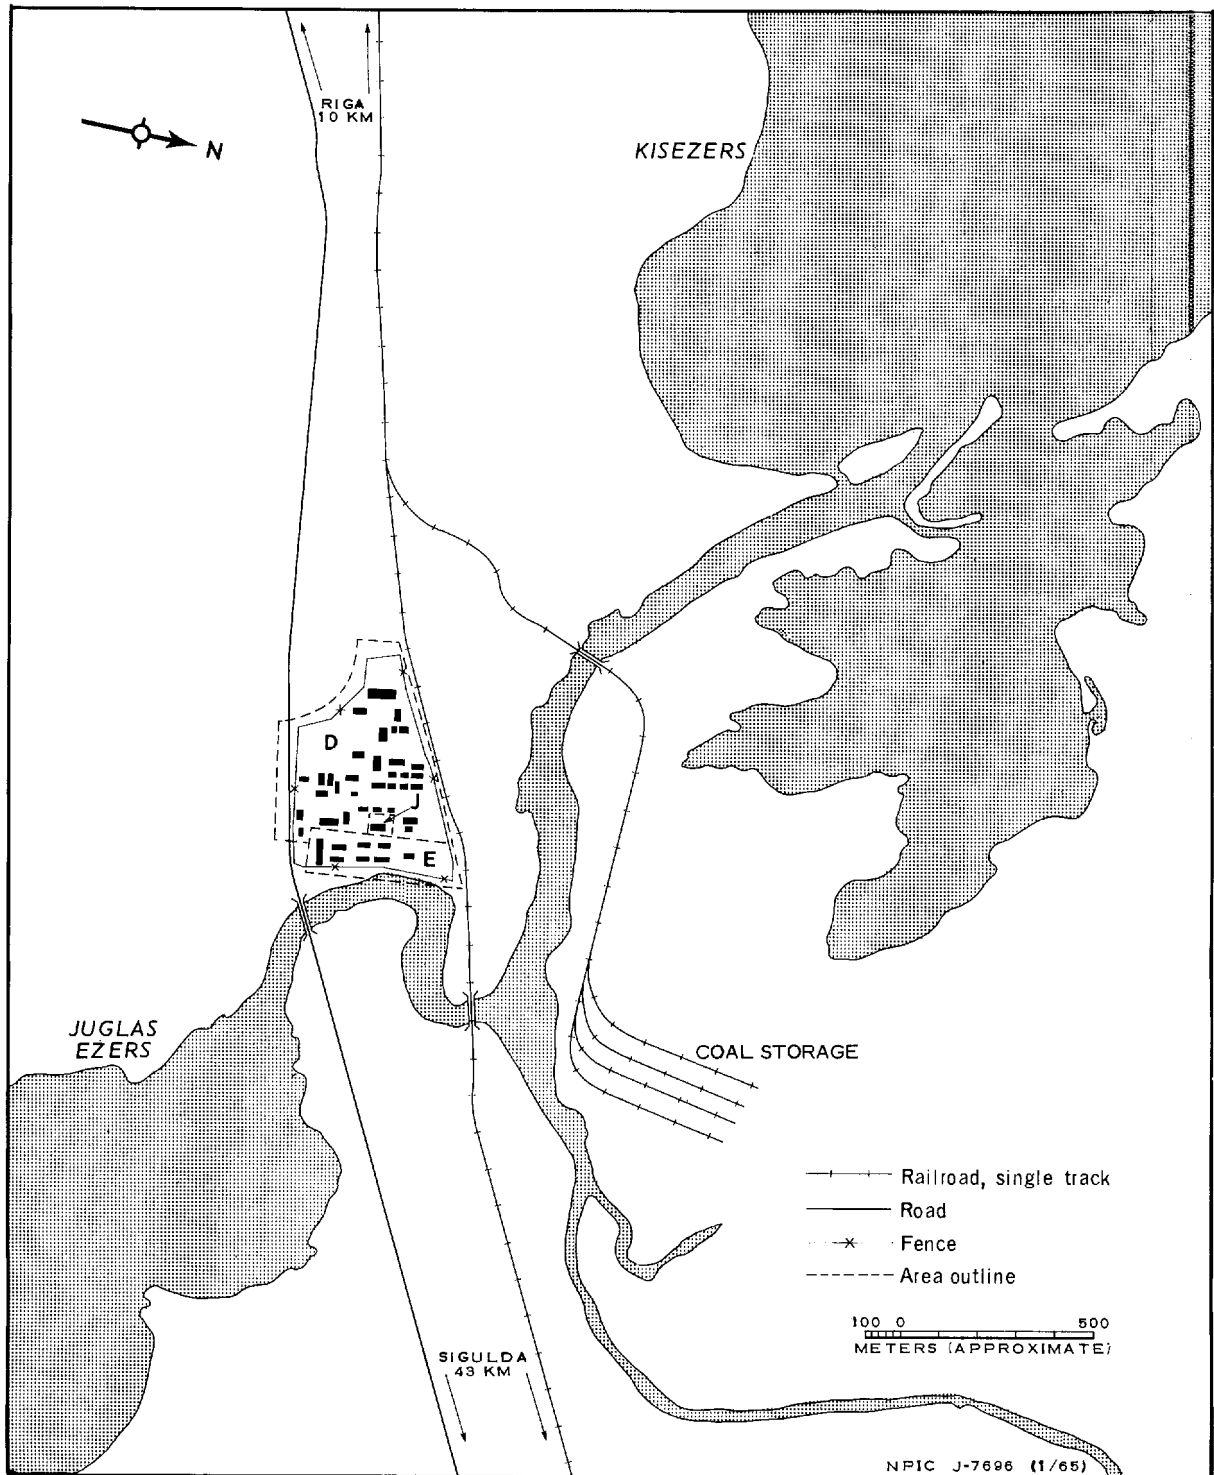 RIGA
10 KM
N
KISEZERS
D
J
E
JUGLAS
EZERS
COAL STORAGE
Railroad, single track
Road
Fence
Area outline
100 0 500
METERS (APPROXIMATE)
SIGULDA
43 KM
NPIC J-7696 (1/65)